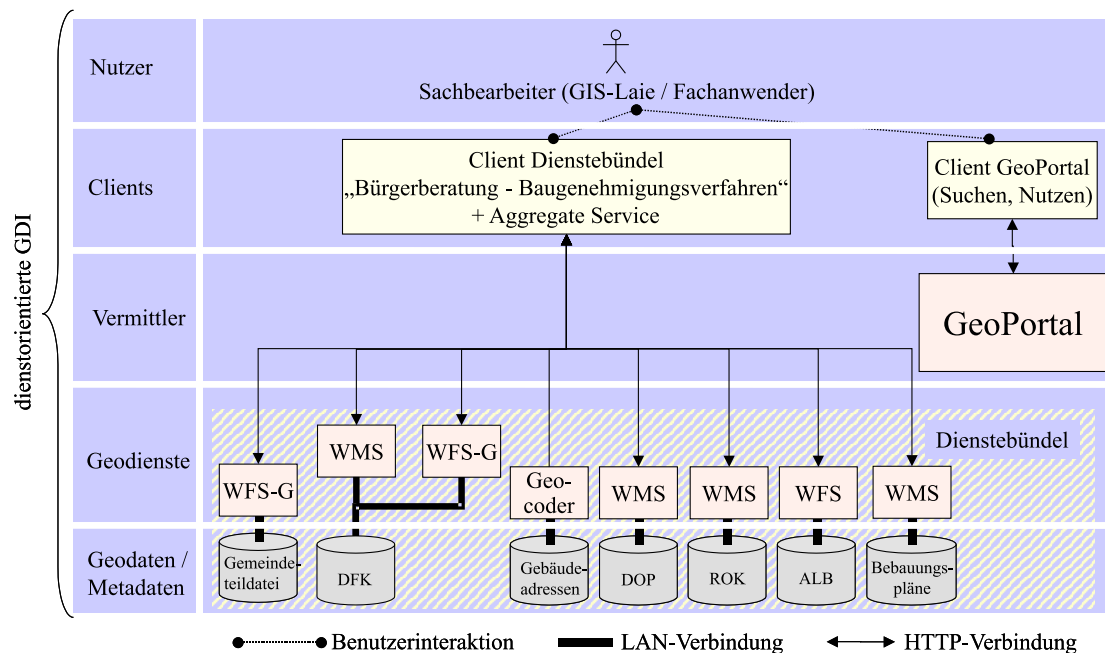 dienstorientierte GDI
Nutzer
Sachbearbeiter (GIS-Laie / Fachanwender)
Clients
Client Dienstebündel
„Bürgerberatung - Baugenehmigungsverfahren“
+ Aggregate Service
Client GeoPortal
(Suchen, Nutzen)
Vermittler
GeoPortal
Geodienste
Dienstebündel
WFS-G
WMS
WFS-G
Geo-
coder
WMS
WMS
WFS
WMS
Geodaten /
Metadaten
Gemeinde-
teildatei
DFK
Gebäude-
adressen
DOP
ROK
ALB
Bebauungs-
pläne
Benutzerinteraktion
LAN-Verbindung
HTTP-Verbindung